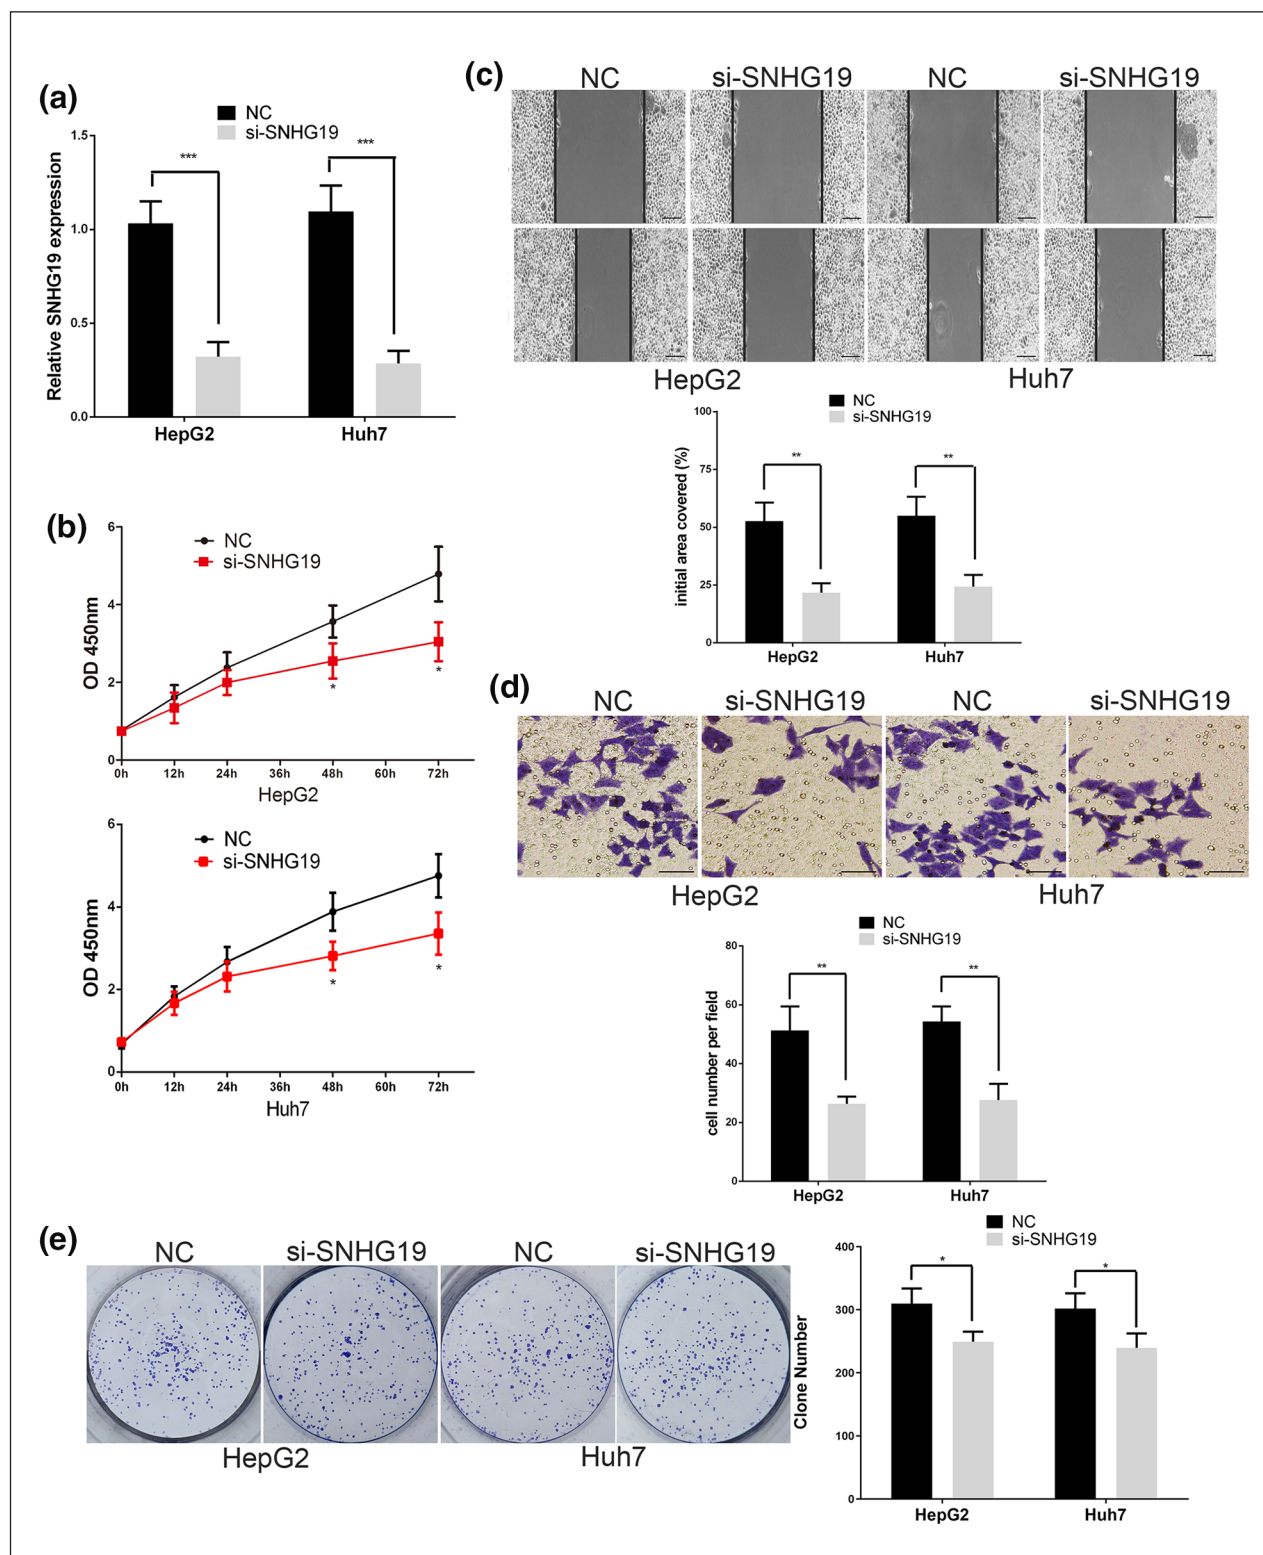 (a)
NC
si-SNHG19
Relative SNHG19 expression
1.5
1.0
0.5
0.0
***
***
HepG2
Huh7
(b)
6
4
2
0
OD 450nm
NC
si-SNHG19
*
*
0h 12h 24h 36h 48h 60h 72h
HepG2
6
4
2
0
OD 450nm
NC
si-SNHG19
*
*
0h 12h 24h 36h 48h 60h 72h
Huh7
(c)
NC si-SNHG19 NC si-SNHG19
HepG2 Huh7
NC
si-SNHG19
initial area covered (%)
100
75
50
25
0
**
**
HepG2
Huh7
(d)
NC si-SNHG19 NC si-SNHG19
HepG2 Huh7
NC
si-SNHG19
cell number per field
80
60
40
20
0
**
**
HepG2
Huh7
(e)
NC si-SNHG19 NC si-SNHG19
HepG2 Huh7
NC
si-SNHG19
Clone Number
400
300
200
100
0
*
*
HepG2
Huh7